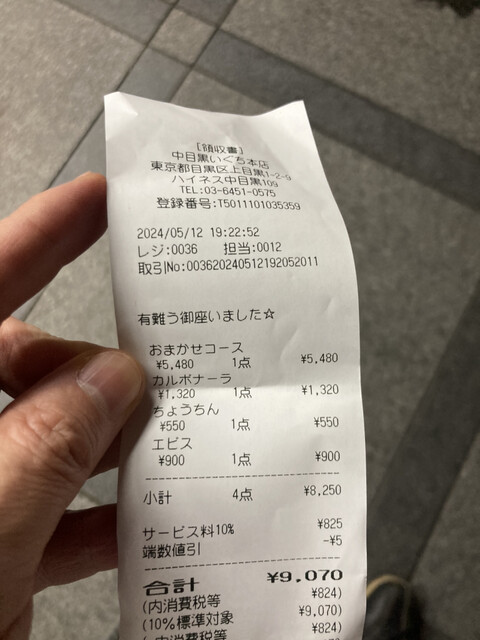 [領収書]
中目黒いぐち本店
東京都目黒区上目黒1-2-9
ハイネス中目黒109
TEL:03-6451-0575
登録番号:T5011101035359
2024/05/12 19:22:52
レジ:0036 担当:0012
取引No:003620240512192052011
有難う御座いました☆
おまかせコース
¥5,480 1点 ¥5,480
カルボナーラ
¥1,320 1点 ¥1,320
ちょうちん
¥550 1点 ¥550
エビス
¥900 1点 ¥900
小計 4点 ¥8,250
サービス料10% ¥825
端数値引 -¥5
合計 ¥9,070
(内消費税等 ¥824)
(10%標準対象 ¥9,070)
(内消費税等 ¥824)